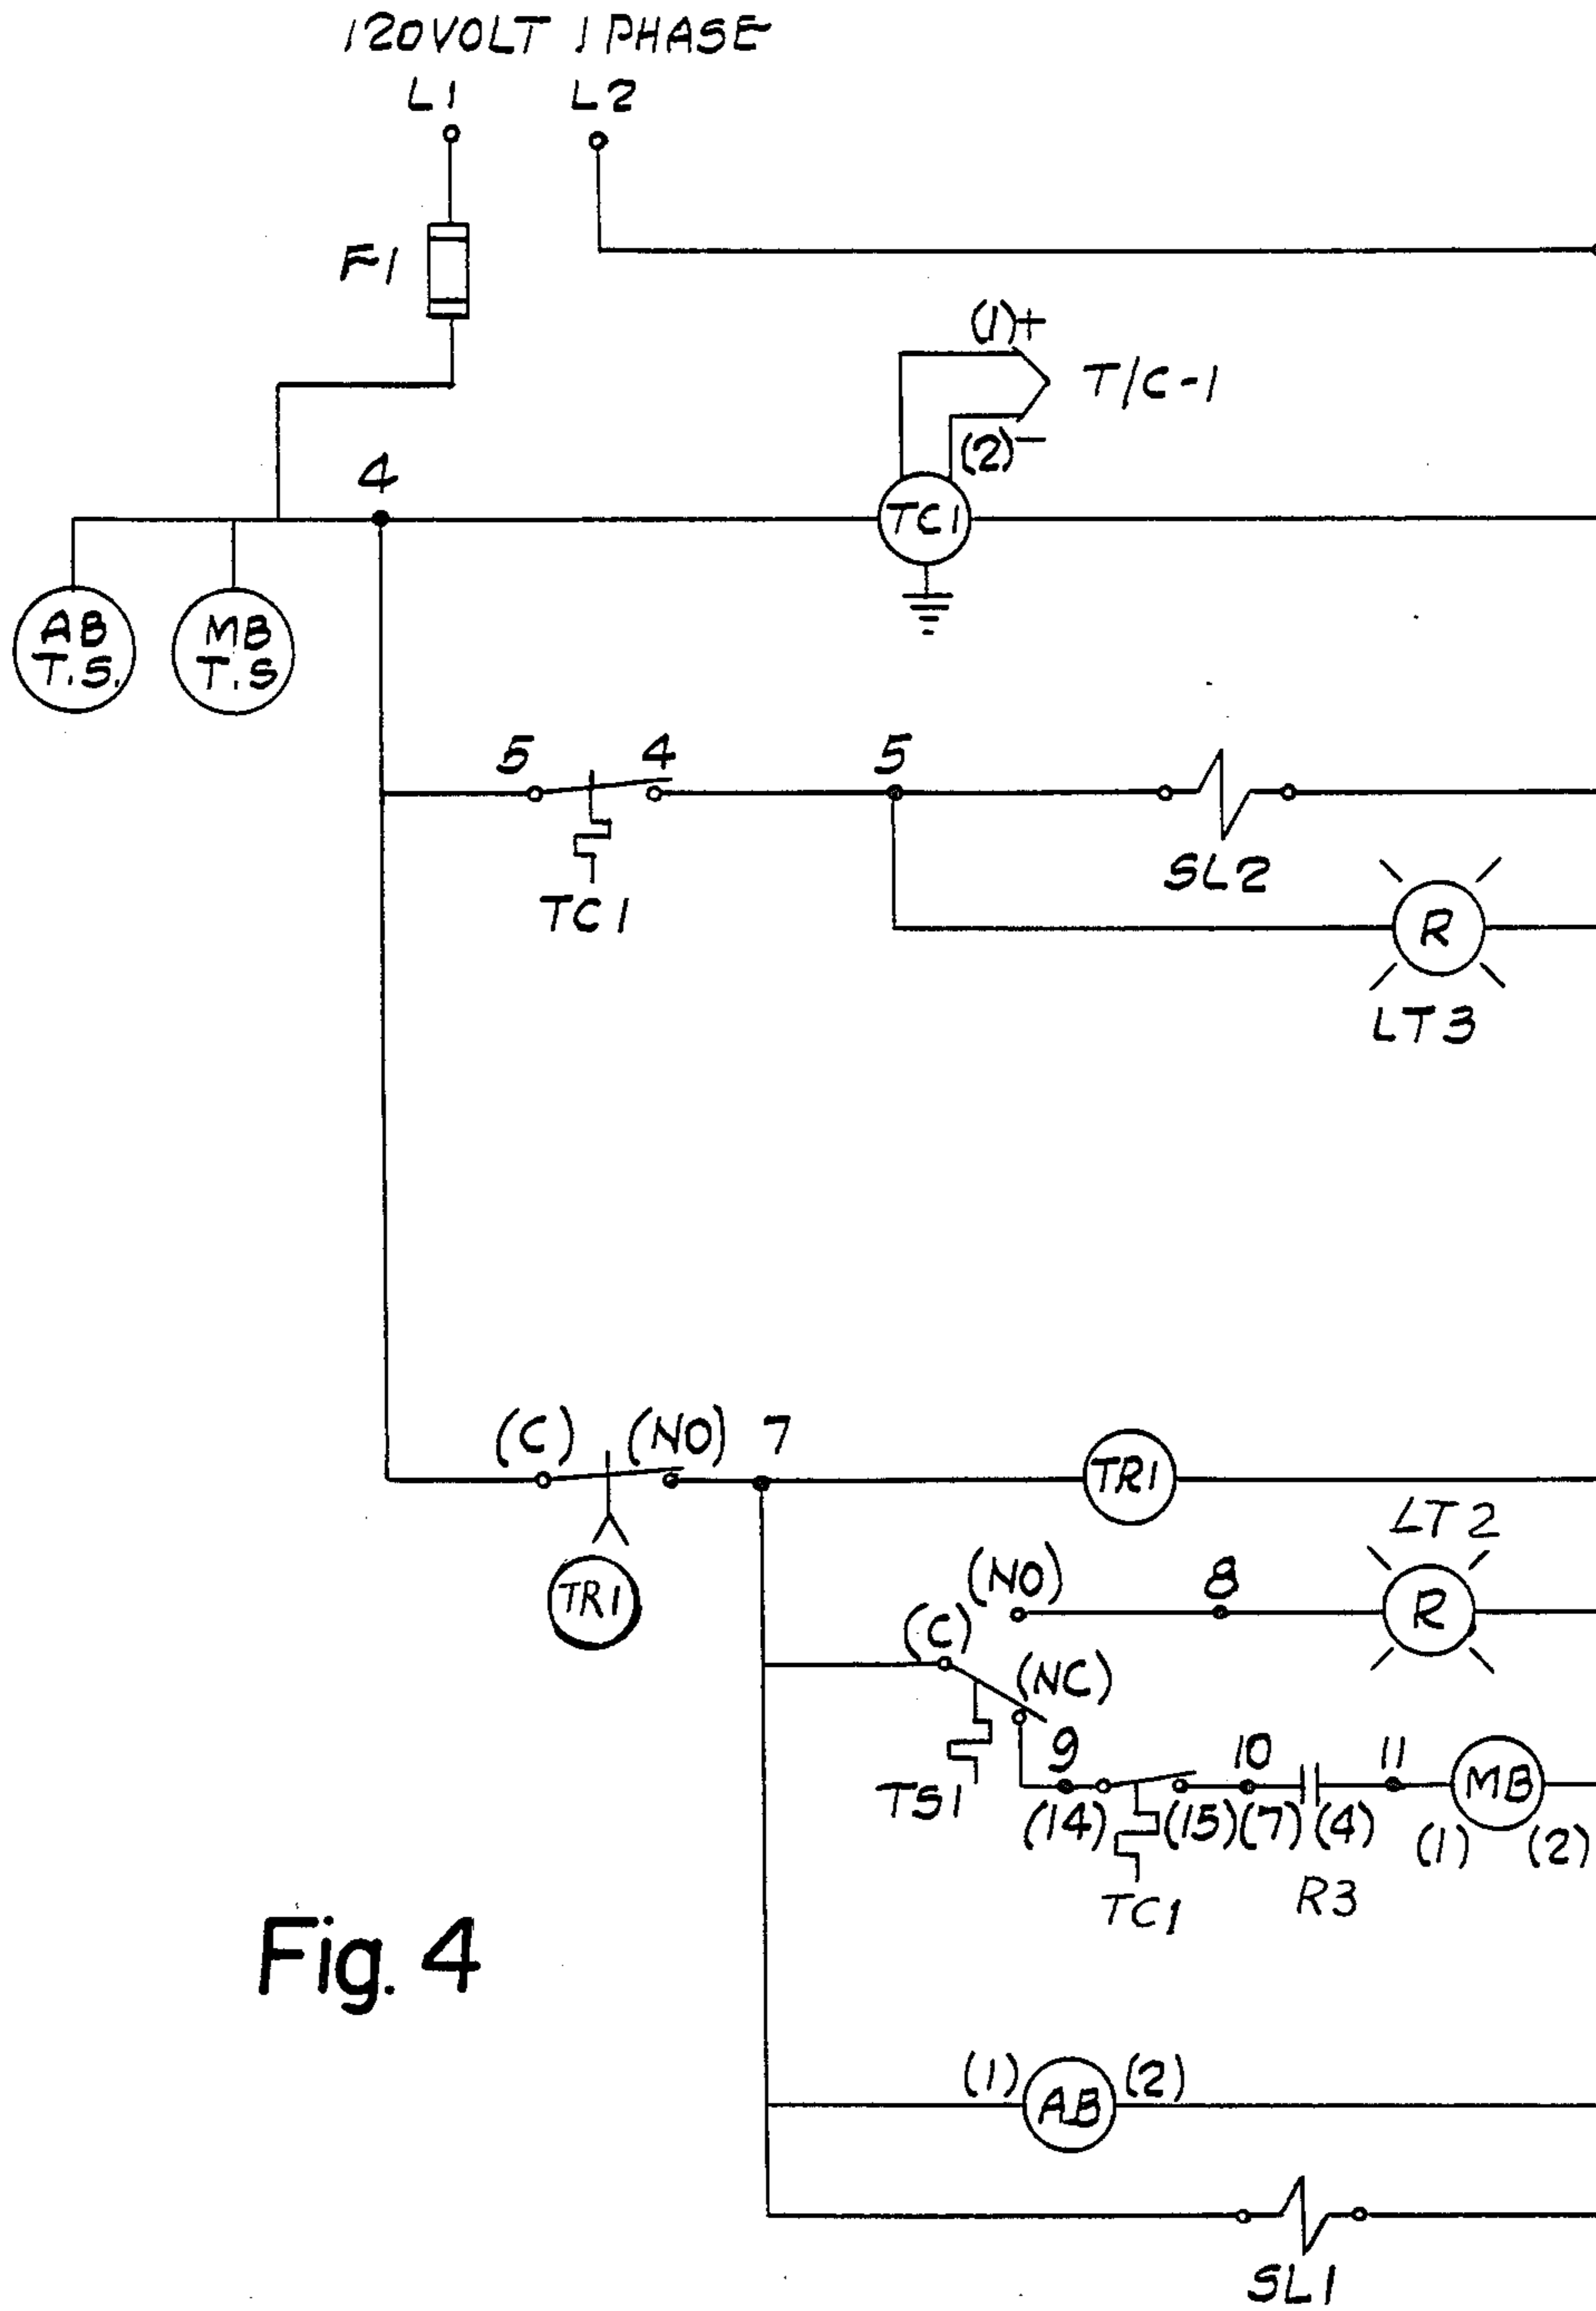 120VOLT 1 PHASE
L1 L2
F1
(1)+
T/C-1
(2)-
4
TC1
AB
T.S.
MB
T.S
5 4 5
SL2
TC1
R
LT3
(C) (NO) 7
TR1
LT2
(NO) 8
TR1
R
(C)
(NC)
9 10 11
MB
TS1
(14) (15) (7) (4) (1) (2)
TC1 R3
Fig. 4
(1) AB (2)
SL1